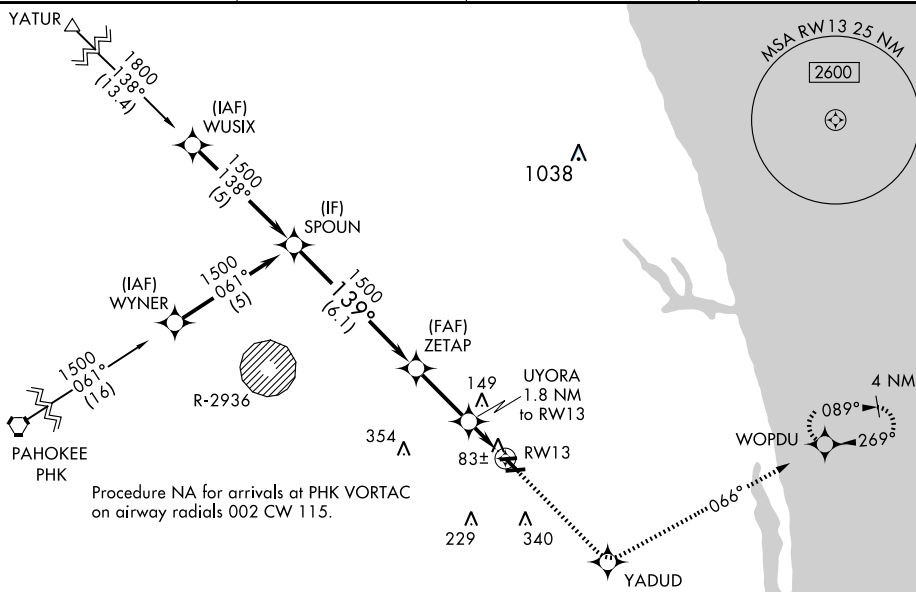 YATUR
1800
138°
(13.4)
(IAF)
WUSIX
1500
138°
(5)
(IF)
SPOUN
MSA RW13 25 NM
2600
1038
(IAF)
WYNER
1500
061°
(5)
1500
139°
(6.1)
(FAF)
ZETAP
1500
061°
(16)
PAHOKEE
PHK
R-2936
149
UYORA
1.8 NM
to RW13
354
83±
RW13
Procedure NA for arrivals at PHK VORTAC
on airway radials 002 CW 115.
229
340
YADUD
066°
WOPDU
089°
4 NM
269°